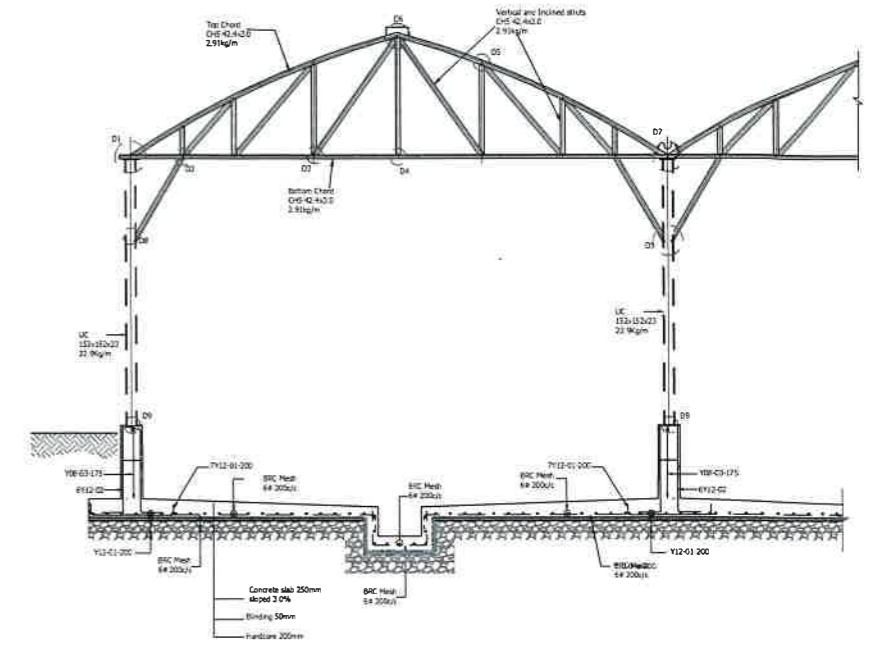 D6
Top Chord
CHS 42.4x3.0
2.91kg/m
Vertical and Inclined struts
CHS 42.4x3.0
2.91kg/m
D5
D1
D7
D2
D3
D4
Bottom Chord
CHS 42.4x3.0
2.91kg/m
D8
D3
UC
152x152x23
22.9Kg/m
UC
152x152x23
22.9Kg/m
D9
D9
Y08-03-175
6Y12-02
7Y12-01-200
BRC Mesh
6# 200c/c
BRC Mesh
6# 200c/c
7Y12-01-200
BRC Mesh
6# 200c/c
Y08-03-175
6Y12-02
Y12-01-200
BRC Mesh
6# 200c/c
Y12-01-200
6# 200c/c
Concrete slab 250mm
sloped 2.0%
BRC Mesh
6# 200c/c
Blinding 50mm
Hardcore 200mm